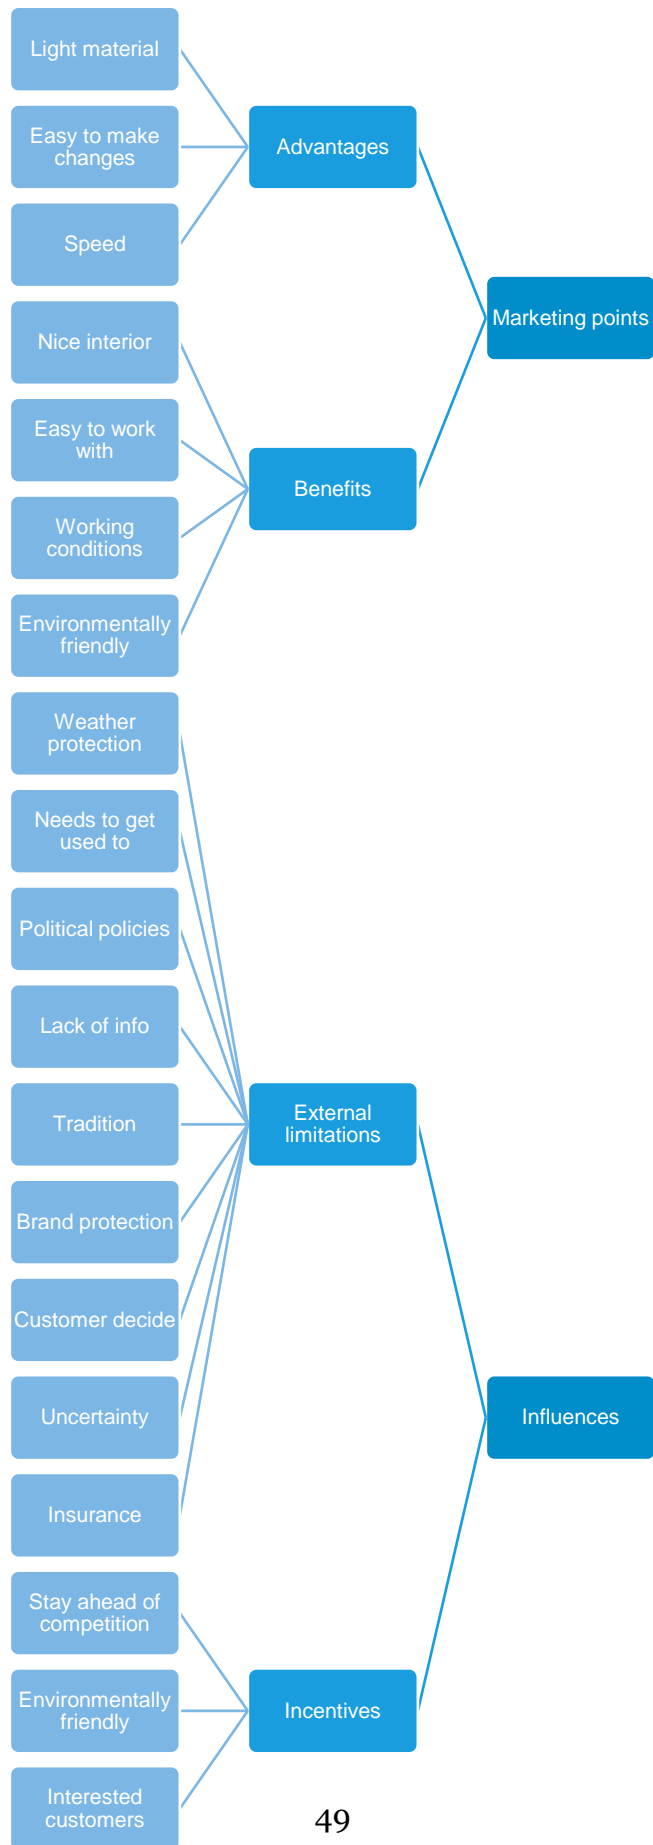 Light material
Easy to make
changes
Speed
Advantages
Nice interior
Easy to work
with
Working
conditions
Environmentally
friendly
Benefits
Marketing points
Weather
protection
Needs to get
used to
Political policies
Lack of info
Tradition
Brand protection
Customer decide
Uncertainty
Insurance
External
limitations
Stay ahead of
competition
Environmentally
friendly
Interested
customers
Incentives
Influences
49